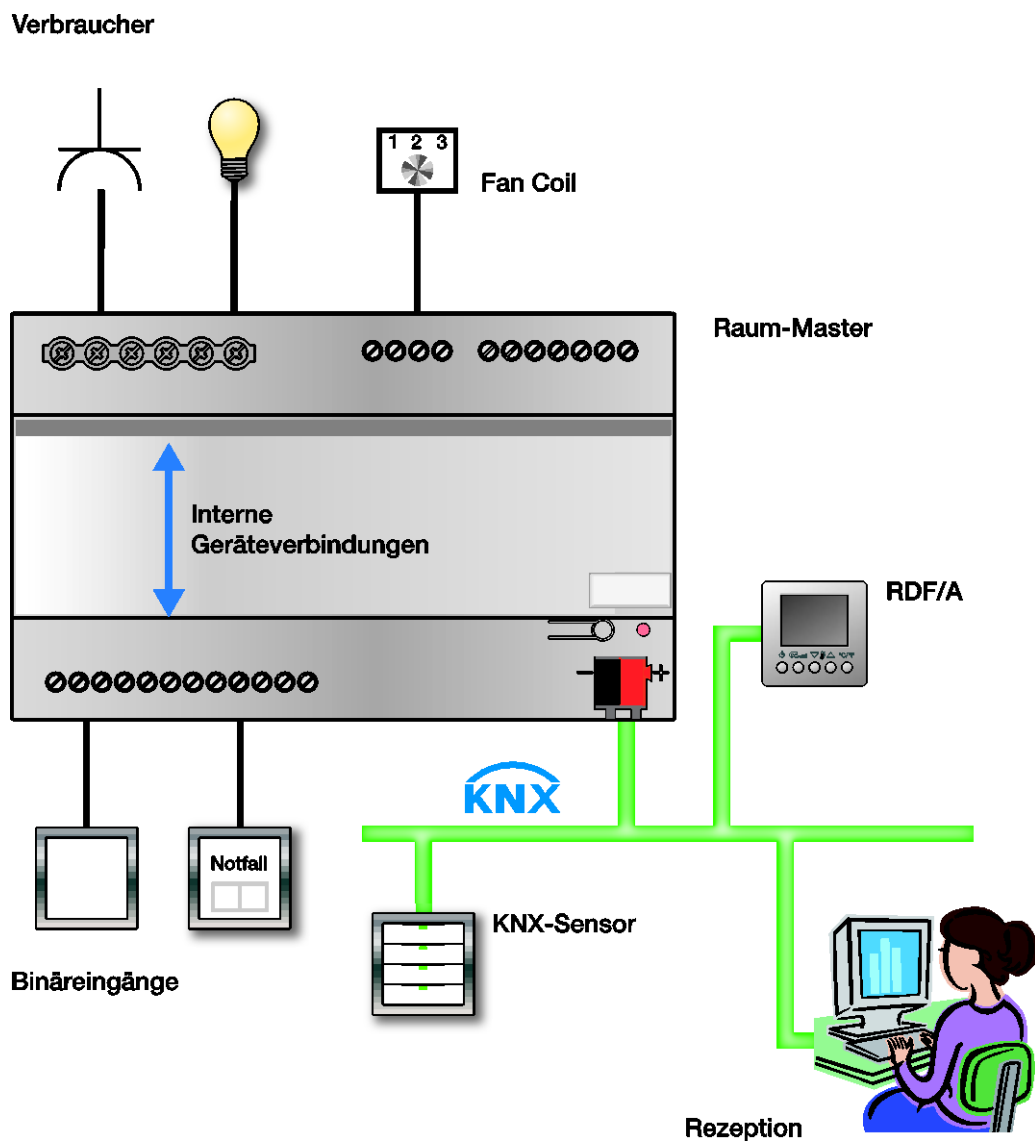 Verbraucher
1 2 3
Fan Coil
Raum-Master
Interne
Geräteverbindungen
RDF/A
- +
KNX
Notfall
KNX-Sensor
Binäreingänge
Rezeption